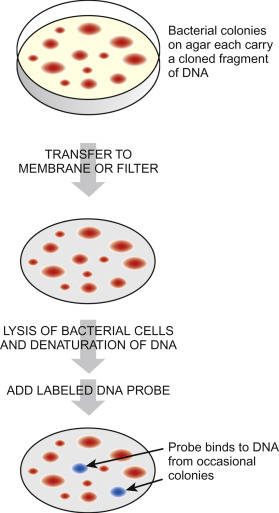 Bacterial colonies
on agar each carry
a cloned fragment
of DNA
TRANSFER TO
MEMBRANE OR FILTER
LYSIS OF BACTERIAL CELLS
AND DENATURATION OF DNA
ADD LABELED DNA PROBE
Probe binds to DNA
from occasional
colonies